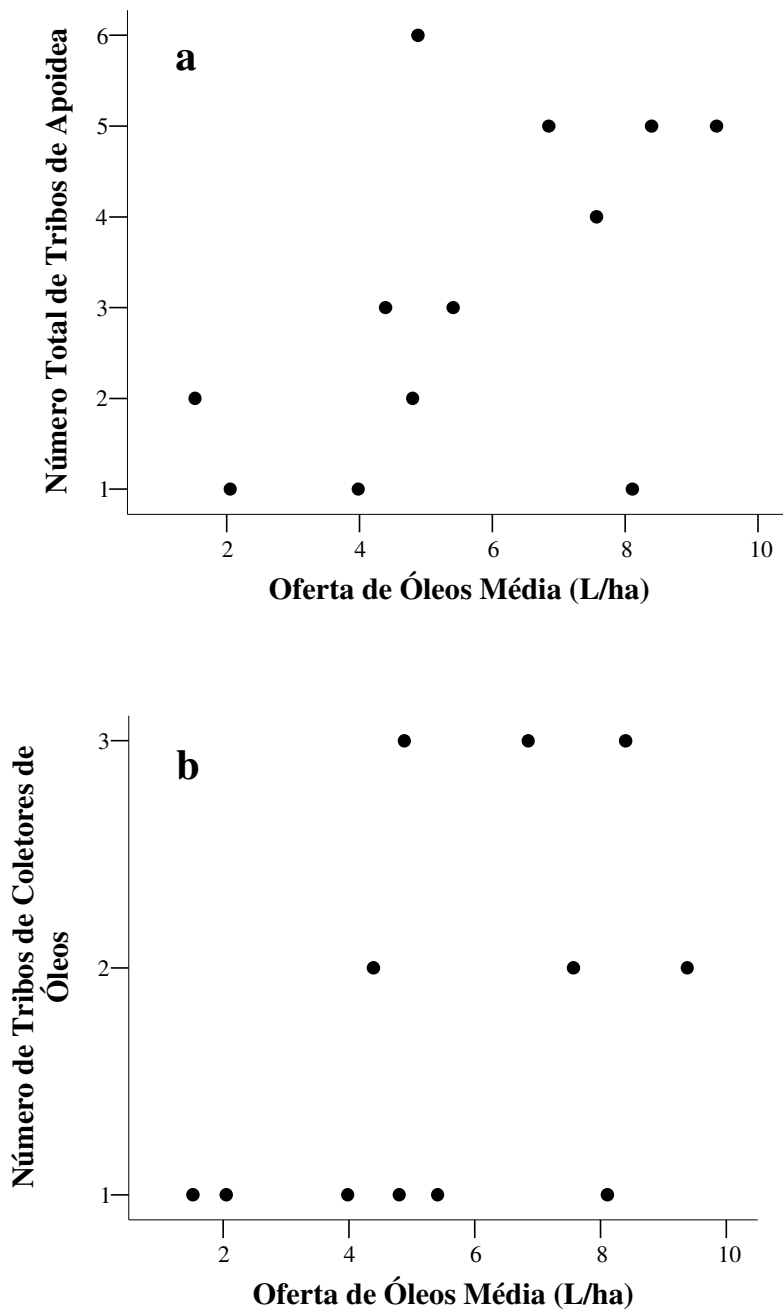 a
Número Total de Tribos de Apoidea
6
5
4
3
2
1
2 4 6 8 10
Oferta de Óleos Média (L/ha)
b
Número de Tribos de Coletores de
Óleos
3
2
1
2 4 6 8 10
Oferta de Óleos Média (L/ha)